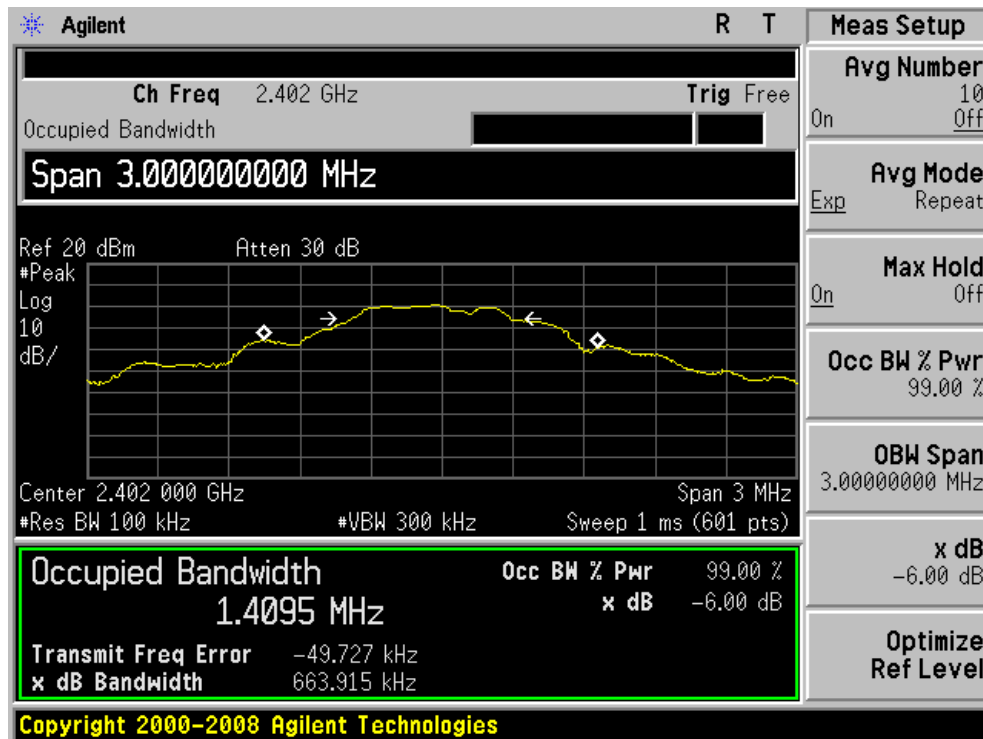 Agilent R T Meas Setup
Ch Freq 2.402 GHz Trig Free
Occupied Bandwidth
Span 3.000000000 MHz
Ref 20 dBm Atten 30 dB
#Peak
Log
10
dB/
Center 2.402 000 GHz Span 3 MHz
#Res BW 100 kHz #VBW 300 kHz Sweep 1 ms (601 pts)
Occupied Bandwidth
1.4095 MHz
Occ BW % Pwr 99.00 %
x dB -6.00 dB
Transmit Freq Error -49.727 kHz
x dB Bandwidth 663.915 kHz
Avg Number
10
On Off
Avg Mode
Exp Repeat
Max Hold
On Off
Occ BW % Pwr
99.00 %
OBW Span
3.00000000 MHz
x dB
-6.00 dB
Optimize
Ref Level
Copyright 2000-2008 Agilent Technologies